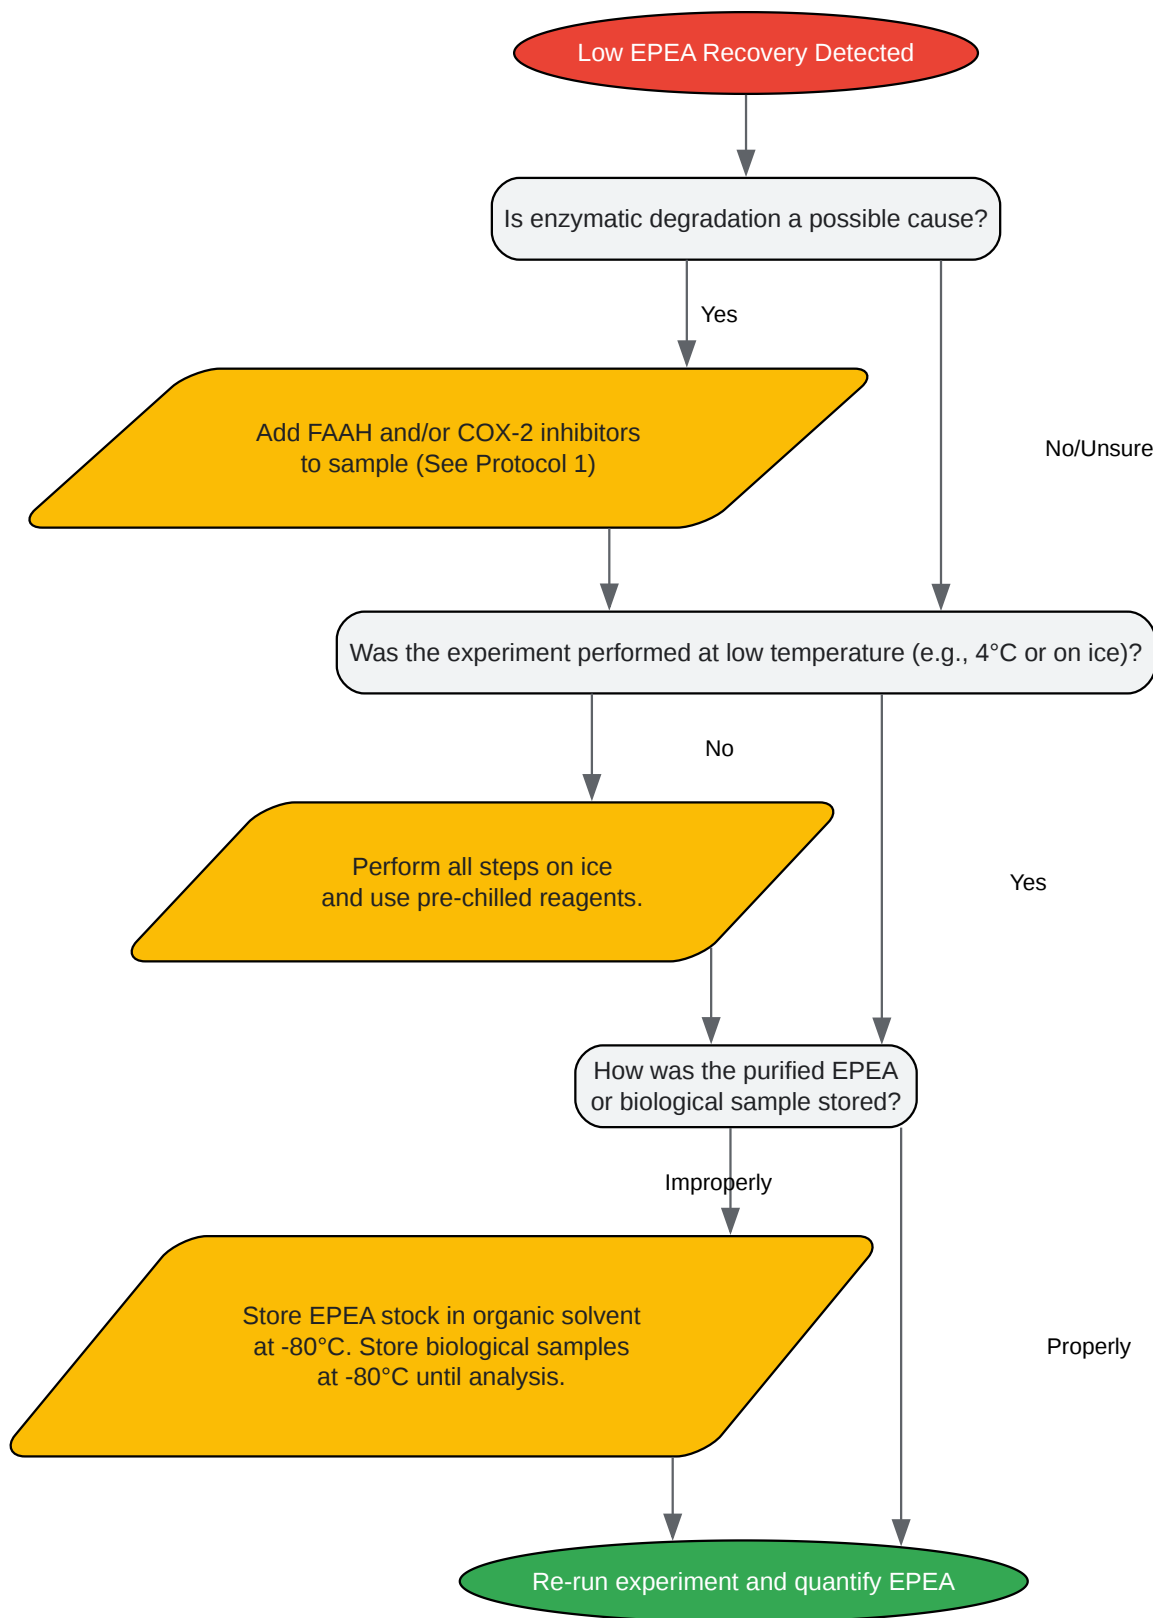 Low EPEA Recovery Detected
Is enzymatic degradation a possible cause?
Yes
Add FAAH and/or COX-2 inhibitors
to sample (See Protocol 1)
No/Unsure
Was the experiment performed at low temperature (e.g., 4°C or on ice)?
No
Perform all steps on ice
and use pre-chilled reagents.
Yes
How was the purified EPEA
or biological sample stored?
Improperly
Store EPEA stock in organic solvent
at -80°C. Store biological samples
at -80°C until analysis.
Properly
Re-run experiment and quantify EPEA